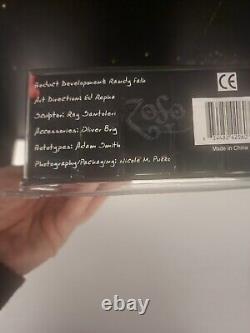 Product Development: Randy Falk
Art Direction: Ed Repka
Sculptor: Ray Santoleri
Accessories: Oliver Brig
Prototypes: Adam Smith
Photography/Packaging: Nicole M. Puzzo
ZoSo
CE
Made in China